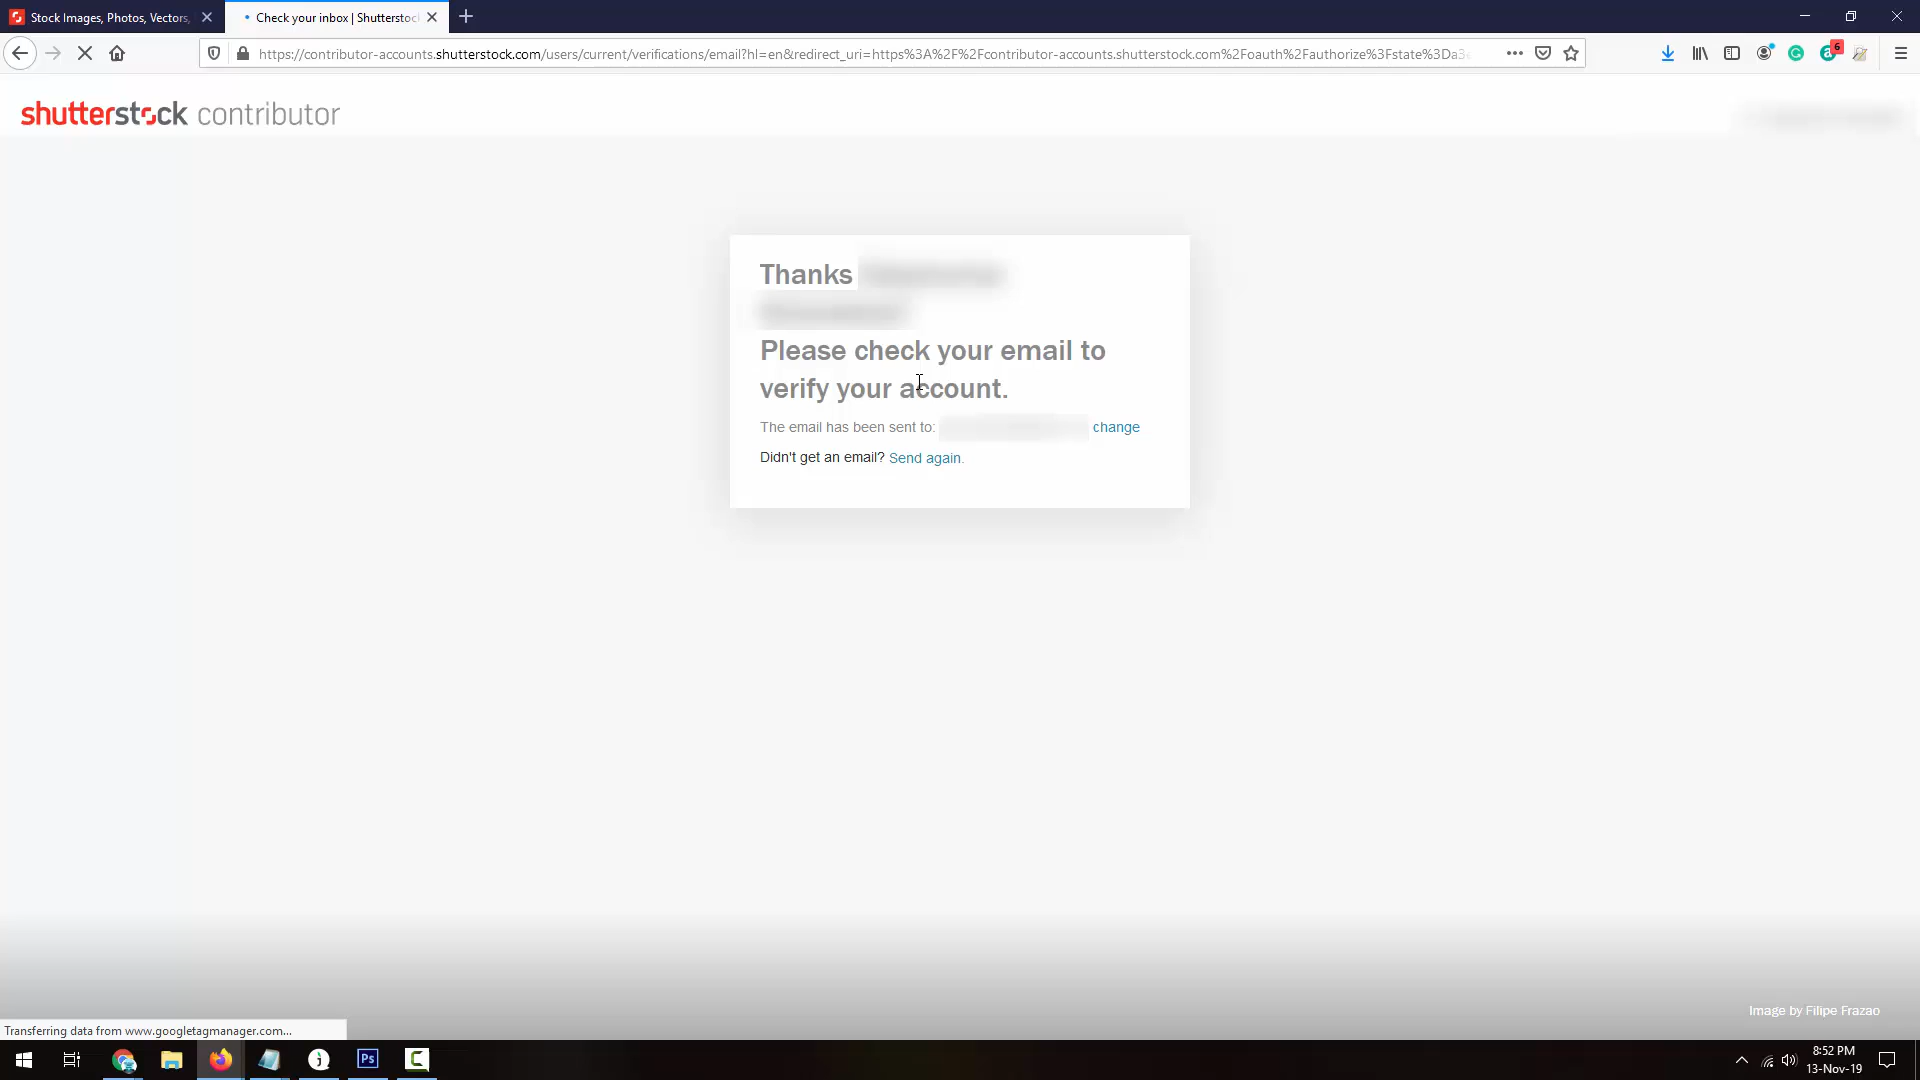 Stock Images, Photos, Vectors,
Check your inbox | Shutterstoc
https://contributor-accounts.shutterstock.com/users/current/verifications/email?hl=en&redirect_uri=https%3A%2F%2Fcontributor-accounts.shutterstock.com%2Foauth%2Fauthorize%3Fstate%3Da3
6
shutterstock contributor
Thanks
Please check your email to
verify your account.
The email has been sent to: change
Didn't get an email? Send again.
Image by Filipe Frazao
Transferring data from www.googletagmanager.com...
Ps
8:52 PM
13-Nov-19